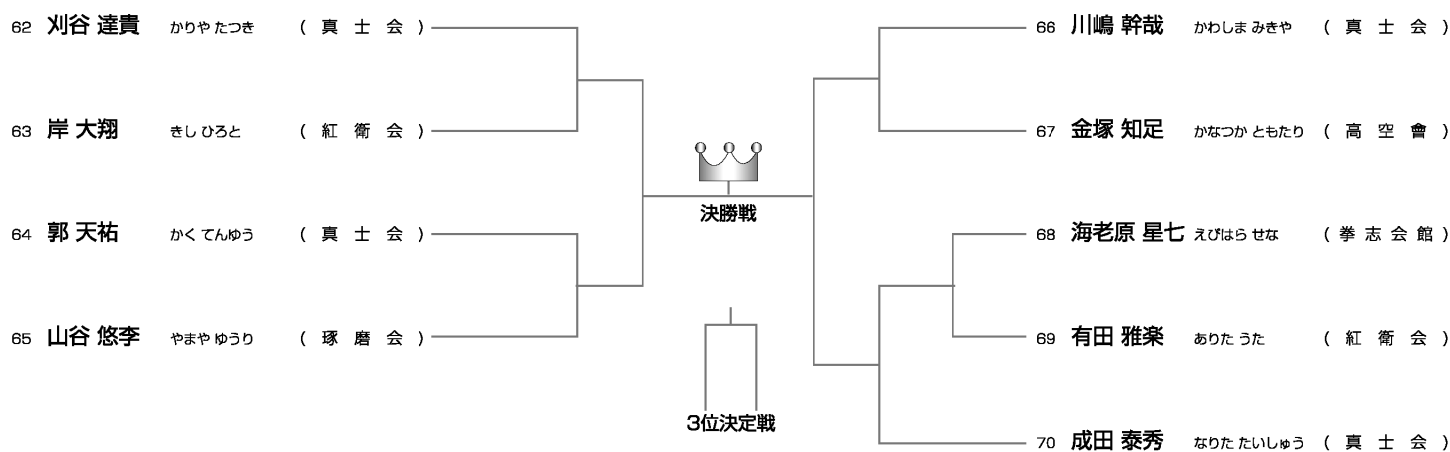 62 刈谷 達貴 かりや たつき ( 真 士 会 )
63 岸 大翔 きし ひろと ( 紅 衛 会 )
64 郭 天祐 かく てんゆう ( 真 士 会 )
65 山谷 悠李 やまや ゆうり ( 琢 磨 会 )
決勝戦
3位決定戦
66 川嶋 幹哉 かわしま みきや ( 真 士 会 )
67 金塚 知足 かなつか ともたり ( 高 空 會 )
68 海老原 星七 えびはら せな ( 拳 志 会 館 )
69 有田 雅楽 ありた うた ( 紅 衛 会 )
70 成田 泰秀 なりた たいしゅう ( 真 士 会 )